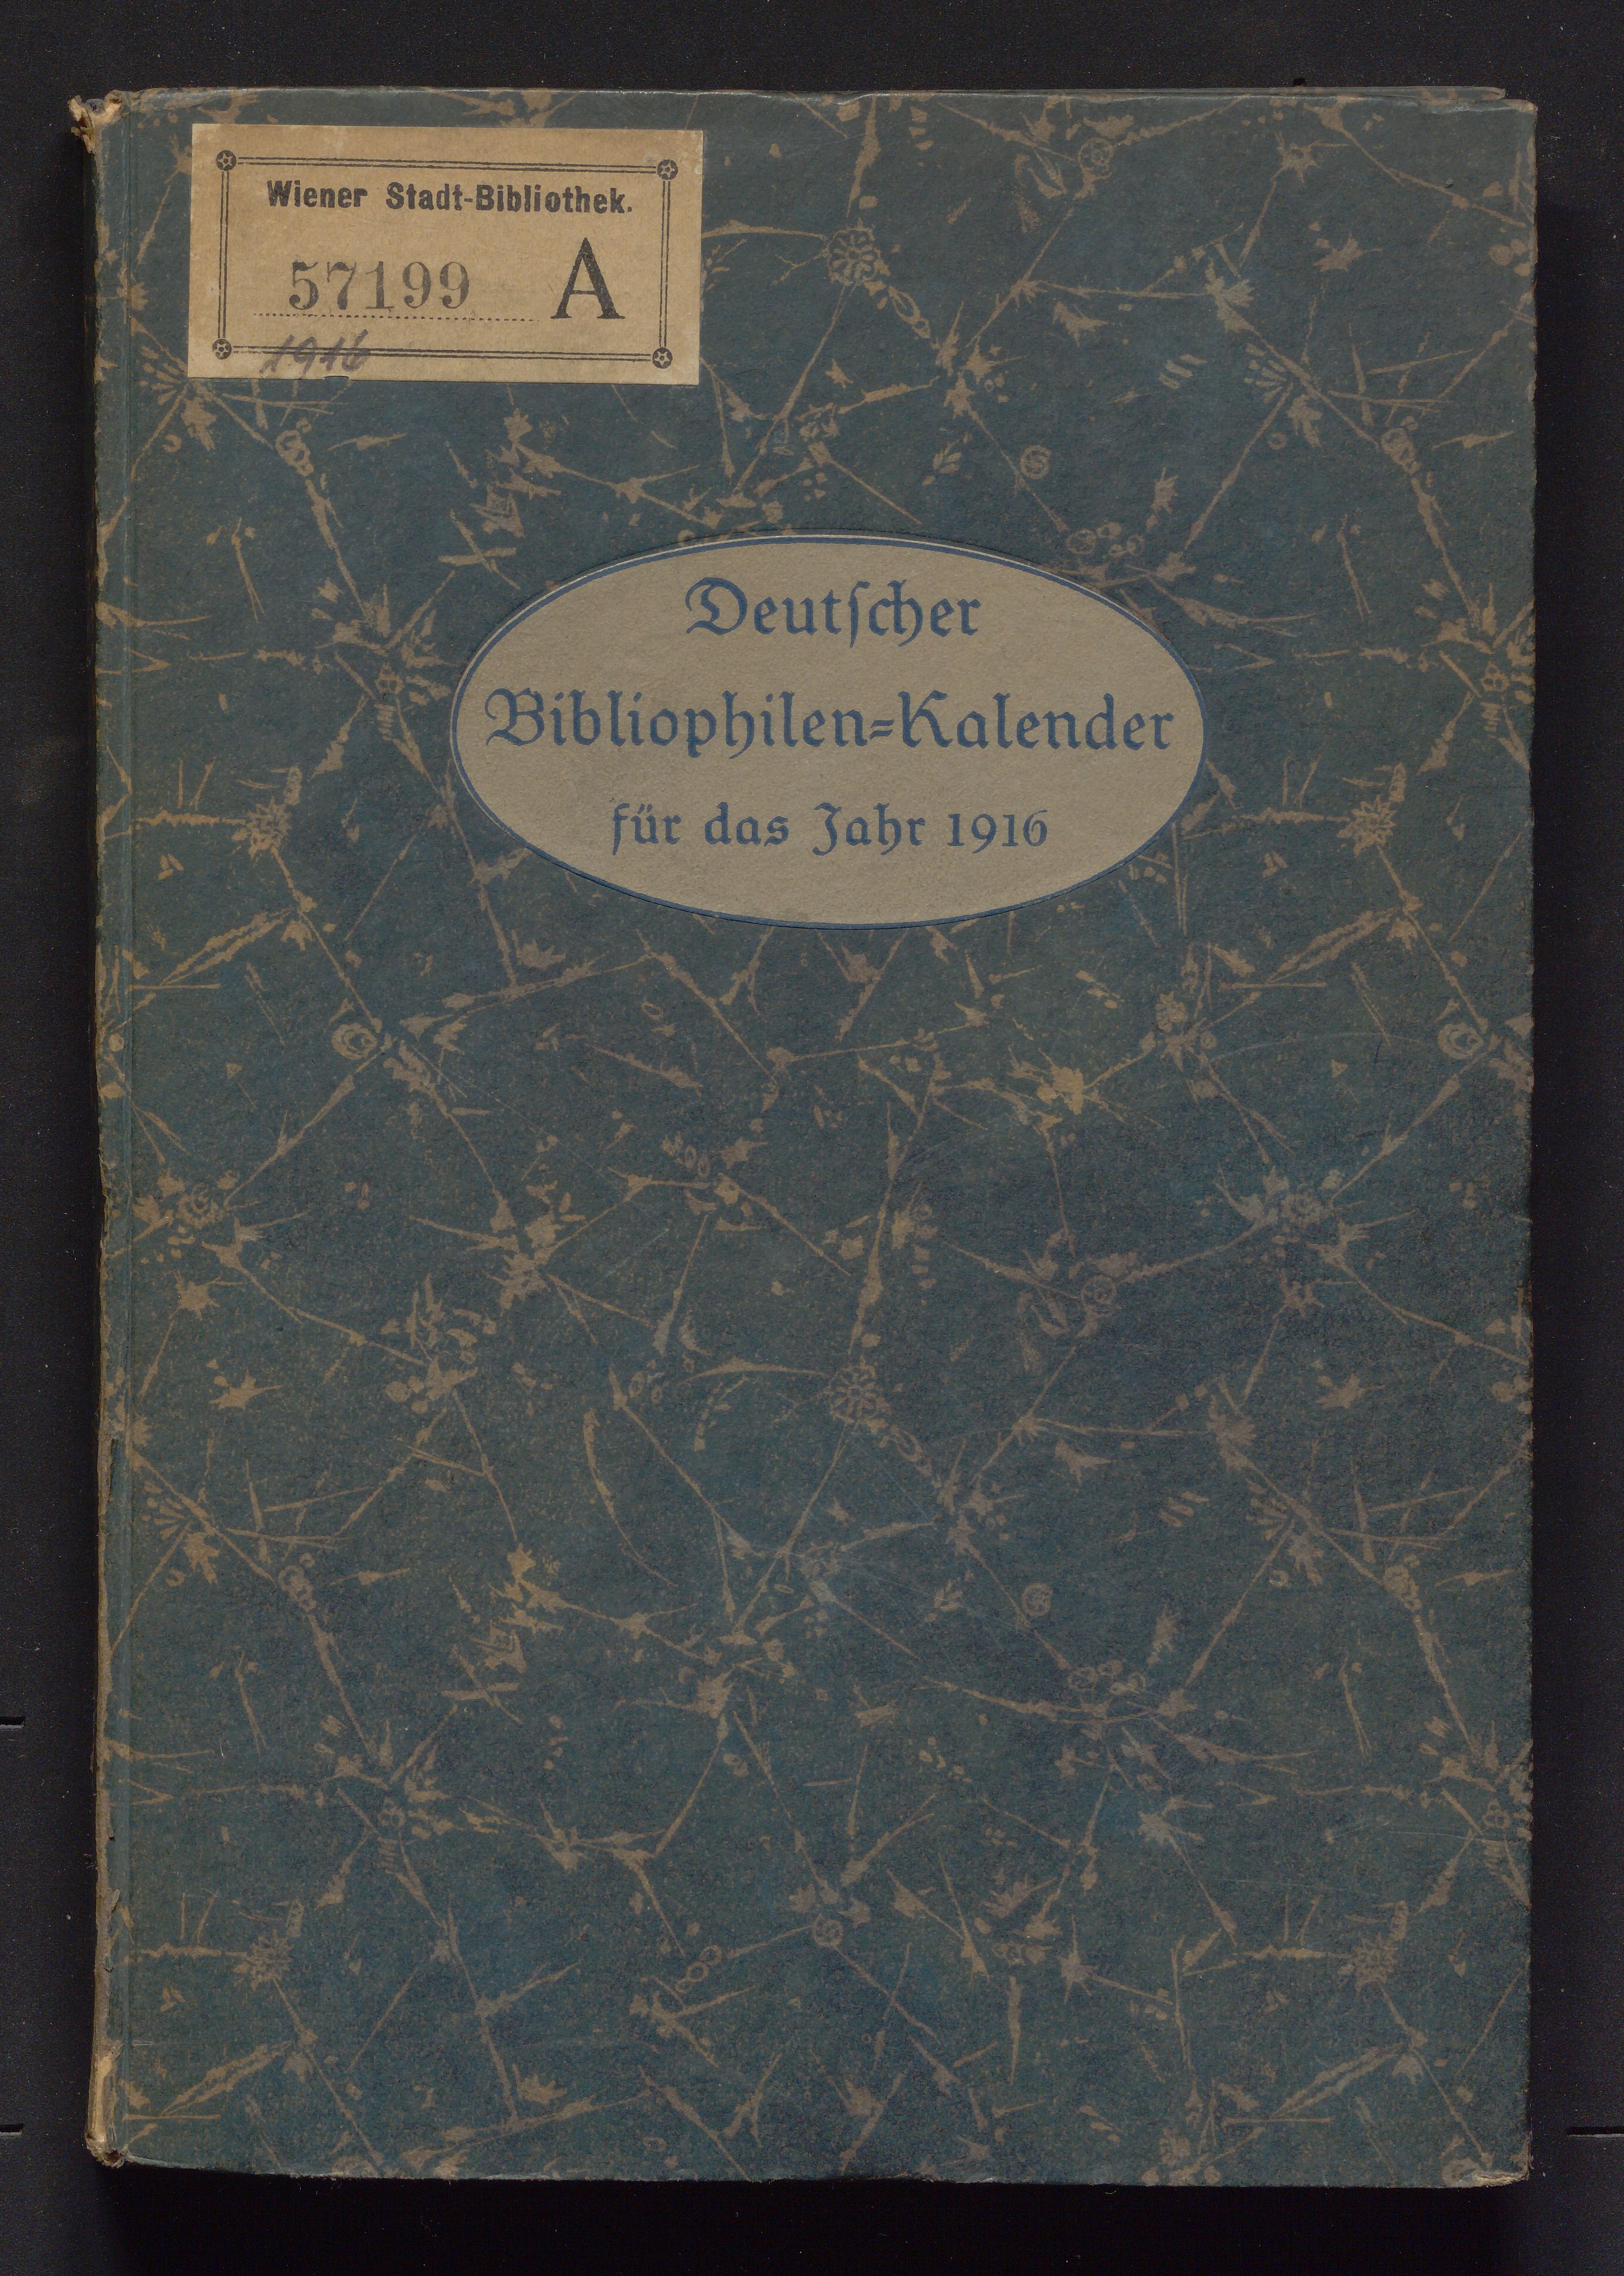 Wiener Stadt-Bibliothek.
57199 A
1916
Deutſcher
Bibliophilen=Kalender
für das Jahr 1916